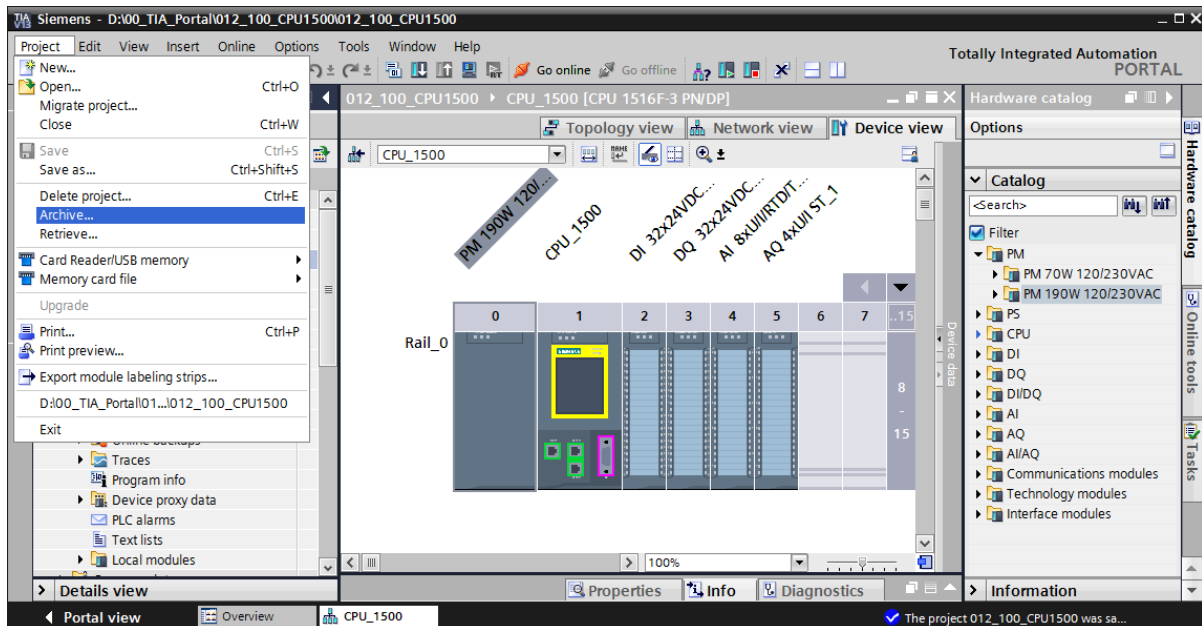 TIA V13 Siemens - D:\00_TIA_Portal\012_100_CPU1500\012_100_CPU1500
Project Edit View Insert Online Options Tools Window Help
Totally Integrated Automation
PORTAL
Go online Go offline
New...
Open... Ctrl+O
Migrate project...
Close Ctrl+W
Save Ctrl+S
Save as... Ctrl+Shift+S
Delete project... Ctrl+E
Archive...
Retrieve...
Card Reader/USB memory
Memory card file
Upgrade
Print... Ctrl+P
Print preview...
Export module labeling strips...
D:\00_TIA_Portal\01...\012_100_CPU1500
Exit
Traces
Program info
Device proxy data
PLC alarms
Text lists
Local modules
Details view
012_100_CPU1500 CPU_1500 [CPU 1516F-3 PN/DP]
Topology view Network view Device view
CPU_1500
PM 190W 120/...
CPU_1500
DI 32x24VDC...
DQ 32x24VDC...
AI 8xU/I/RTD/T...
AQ 4xU/I ST_1
0 1 2 3 4 5 6 7 ..15
Rail_0
SIEMENS
8
-
15
Device data
100%
Properties Info Diagnostics
Hardware catalog
Options
Catalog
<Search>
Filter
PM
PM 70W 120/230VAC
PM 190W 120/230VAC
PS
CPU
DI
DQ
DI/DQ
AI
AQ
AI/AQ
Communications modules
Technology modules
Interface modules
Information
Hardware catalog
Online tools
Tasks
Portal view Overview CPU_1500 The project 012_100_CPU1500 was sa...